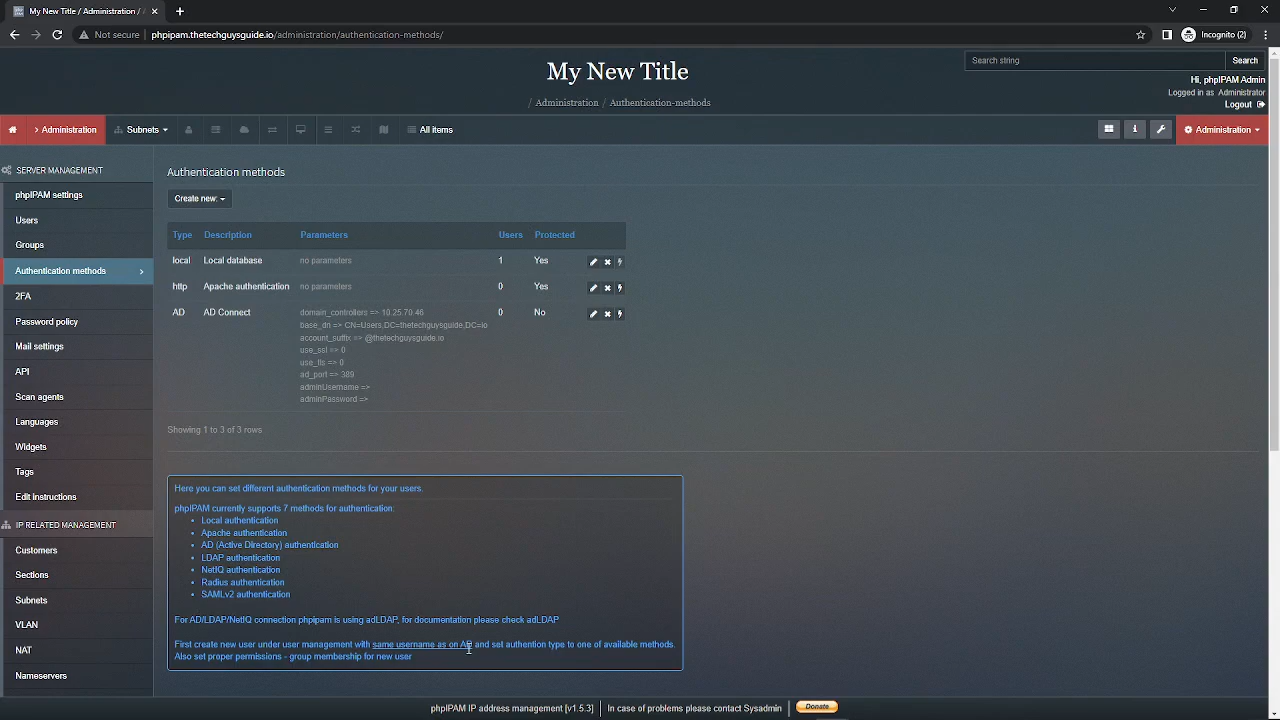 My New Title / Administration / A
Not secure | phpipam.thetechguysguide.io/administration/authentication-methods/
Incognito (2)
My New Title
Search string
Search
Hi, phpIPAM Admin
Logged in as Administrator
Logout
/ Administration / Authentication-methods
> Administration
Subnets
All items
Administration
SERVER MANAGEMENT
phpIPAM settings
Users
Groups
Authentication methods
2FA
Password policy
Mail settings
API
Scan agents
Languages
Widgets
Tags
Edit Instructions
IP RELATED MANAGEMENT
Customers
Sections
Subnets
VLAN
NAT
Nameservers
Authentication methods
Create new:
Type Description Parameters Users Protected
local Local database no parameters 1 Yes
http Apache authentication no parameters 0 Yes
AD AD Connect domain_controllers => 10.25.70.46 0 No
base_dn => CN=Users,DC=thetechguysguide,DC=io
account_suffix => @thetechguysguide.io
use_ssl => 0
use_tls => 0
ad_port => 389
adminUsername =>
adminPassword =>
Showing 1 to 3 of 3 rows
Here you can set different authentication methods for your users.
phpIPAM currently supports 7 methods for authentication:
Local authentication
Apache authentication
AD (Active Directory) authentication
LDAP authentication
NetIQ authentication
Radius authentication
SAMLv2 authentication
For AD/LDAP/NetIQ connection phpipam is using adLDAP, for documentation please check adLDAP
First create new user under user management with same username as on AD and set authention type to one of available methods.
Also set proper permissions - group membership for new user
phpIPAM IP address management [v1.5.3] In case of problems please contact Sysadmin Donate